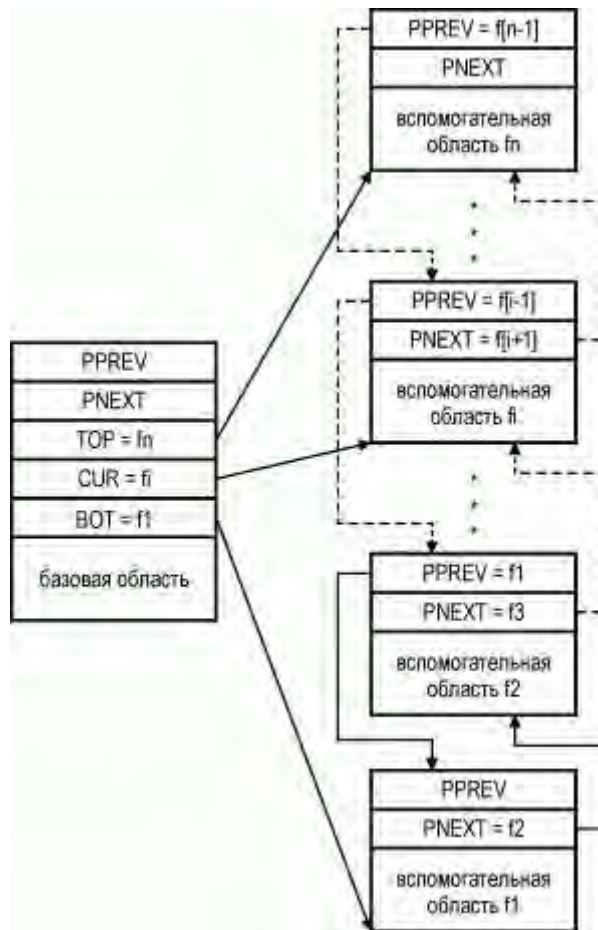 PPREV = f[n-1]
PNEXT
вспомогательная
область fn
PPREV = f[i-1]
PNEXT = f[i+1]
вспомогательная
область fi
PPREV
PNEXT
TOP = fn
CUR = fi
BOT = f1
базовая область
PPREV = f1
PNEXT = f3
вспомогательная
область f2
PPREV
PNEXT = f2
вспомогательная
область f1